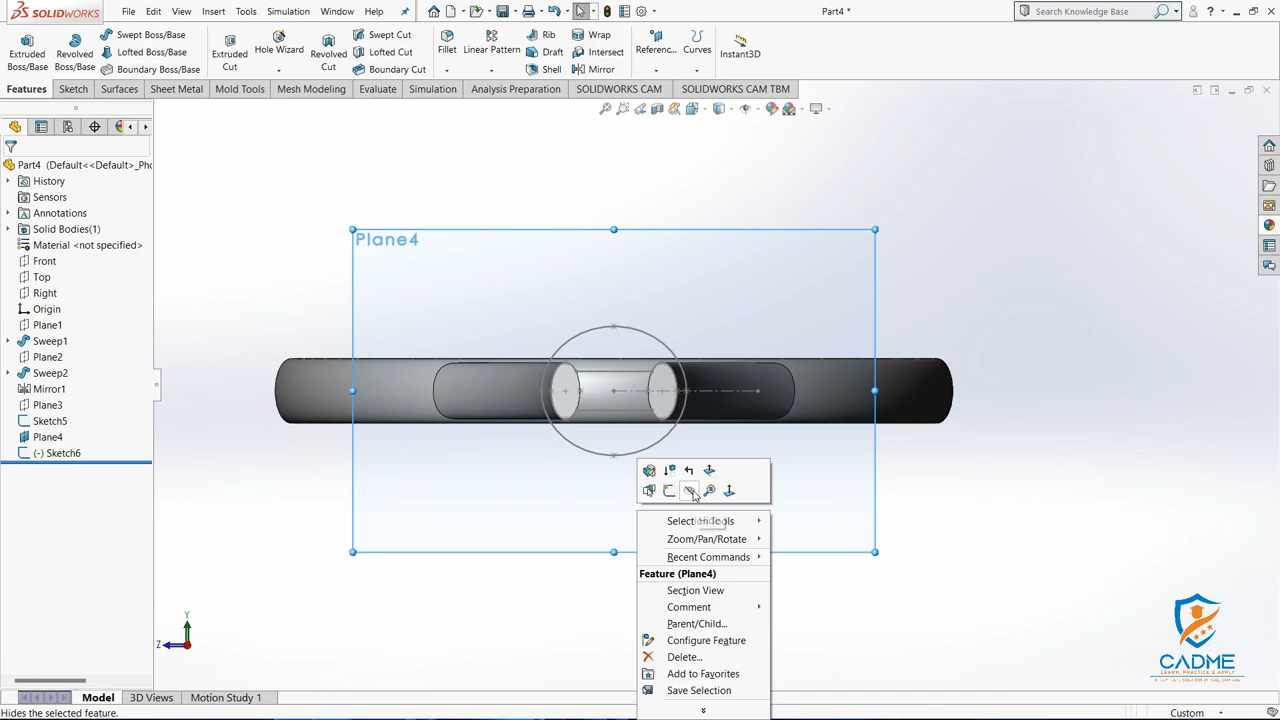 SOLIDWORKS
File
Edit
View
Insert
Tools
Simulation
Window
Help
Part4 *
Search Knowledge Base
Extruded
Boss/Base
Revolved
Boss/Base
Swept Boss/Base
Lofted Boss/Base
Boundary Boss/Base
Extruded
Cut
Hole Wizard
Revolved
Cut
Swept Cut
Lofted Cut
Boundary Cut
Fillet
Linear Pattern
Rib
Draft
Shell
Wrap
Intersect
Mirror
Referenc...
Curves
Instant3D
Features
Sketch
Surfaces
Sheet Metal
Mold Tools
Mesh Modeling
Evaluate
Simulation
Analysis Preparation
SOLIDWORKS CAM
SOLIDWORKS CAM TBM
Part4 (Default<<Default>_Pho
History
Sensors
Annotations
Solid Bodies(1)
Material <not specified>
Front
Top
Right
Origin
Plane1
Sweep1
Plane2
Sweep2
Mirror1
Plane3
Sketch5
Plane4
(-) Sketch6
Plane4
Selection Tools
Zoom/Pan/Rotate
Recent Commands
Feature (Plane4)
Section View
Comment
Parent/Child...
Configure Feature
Delete...
Add to Favorites
Save Selection
Y
Z
CADME
Model
3D Views
Motion Study 1
Hides the selected feature.
Custom